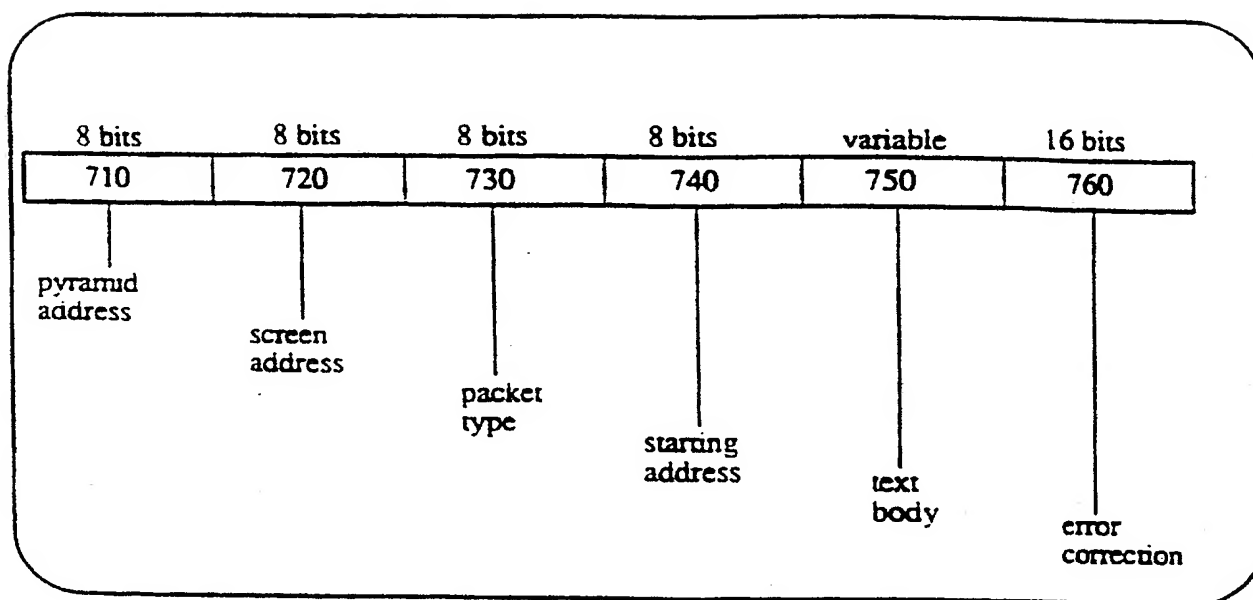 8 bits 8 bits 8 bits 8 bits variable 16 bits
710 720 730 740 750 760
pyramid
address
screen
address
packet
type
starting
address
text
body
error
correction